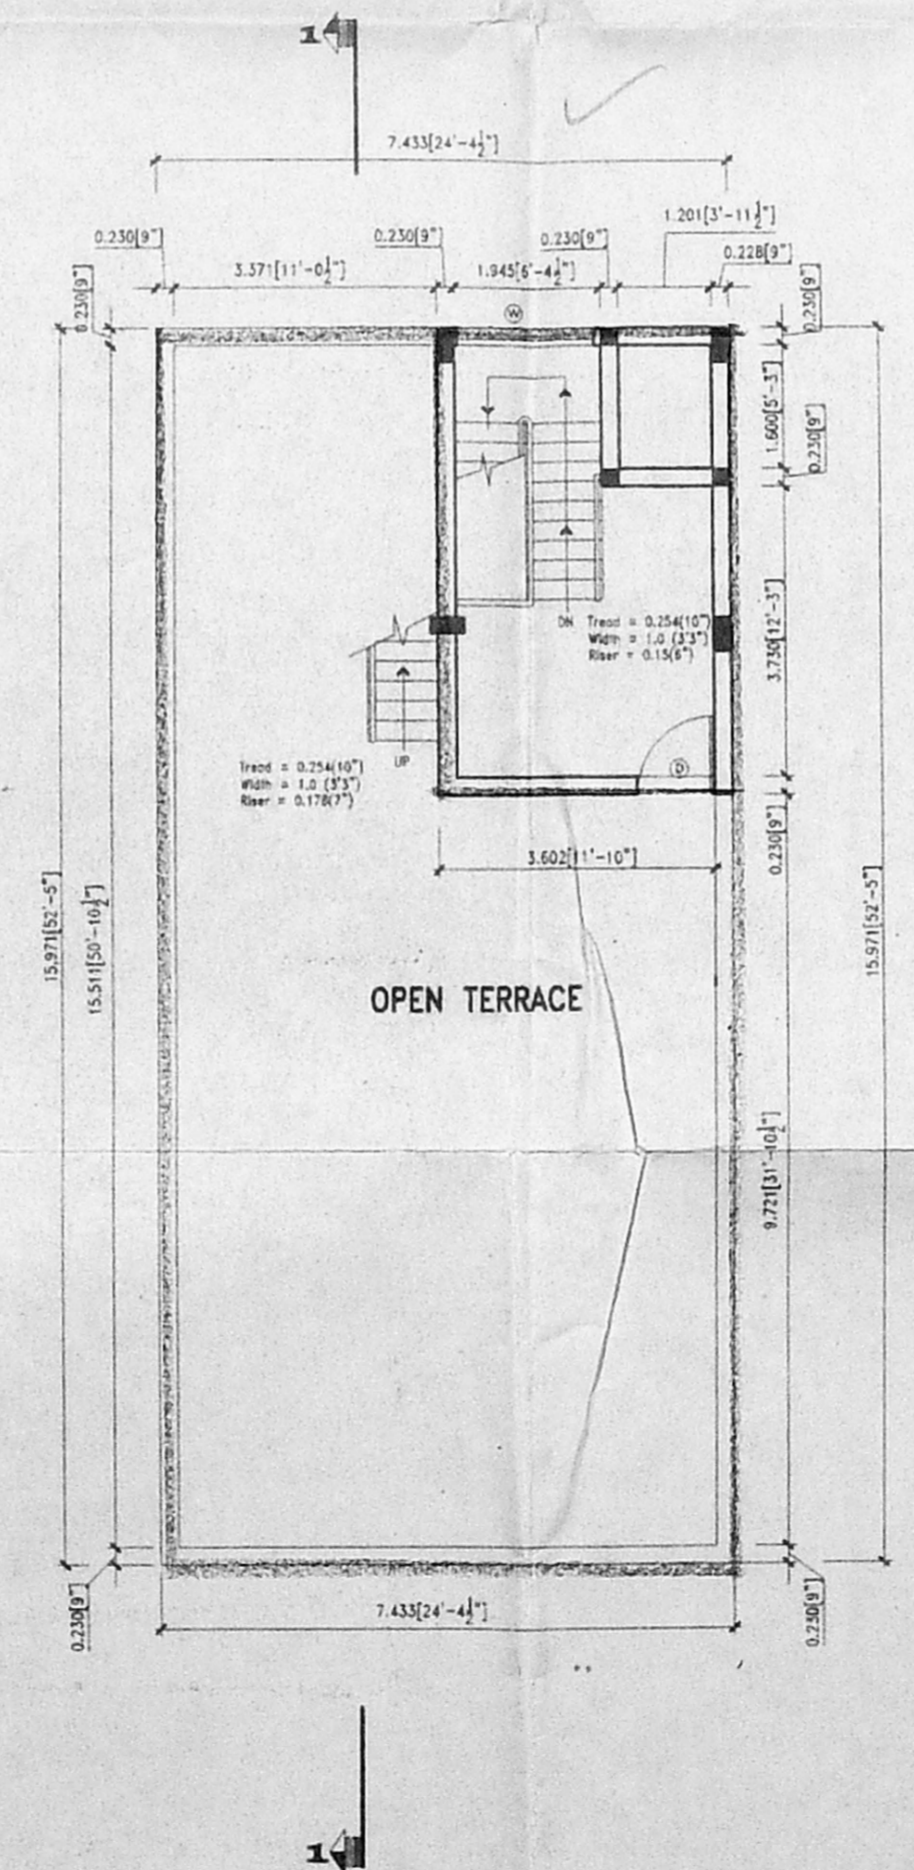 1
7.433[24'-4½"]
1.201[3'-11½"]
0.230[9"]
0.230[9"]
0.230[9"]
0.228[9"]
3.371[11'-0½"]
1.945[6'-4½"]
0.230[9"]
0.230[9"]
W
1.600[5'-3"]
0.230[9"]
DN
Tread = 0.254(10")
Width = 1.0 (3'3")
Riser = 0.15(6")
3.730[12'-3"]
UP
Tread = 0.254(10")
Width = 1.0 (3'3")
Riser = 0.178(7")
D
0.230[9"]
3.602[11'-10"]
15.971[52'-5"]
15.511[50'-10½"]
15.971[52'-5"]
OPEN TERRACE
9.721[31'-10½"]
0.230[9"]
7.433[24'-4½"]
0.230[9"]
1